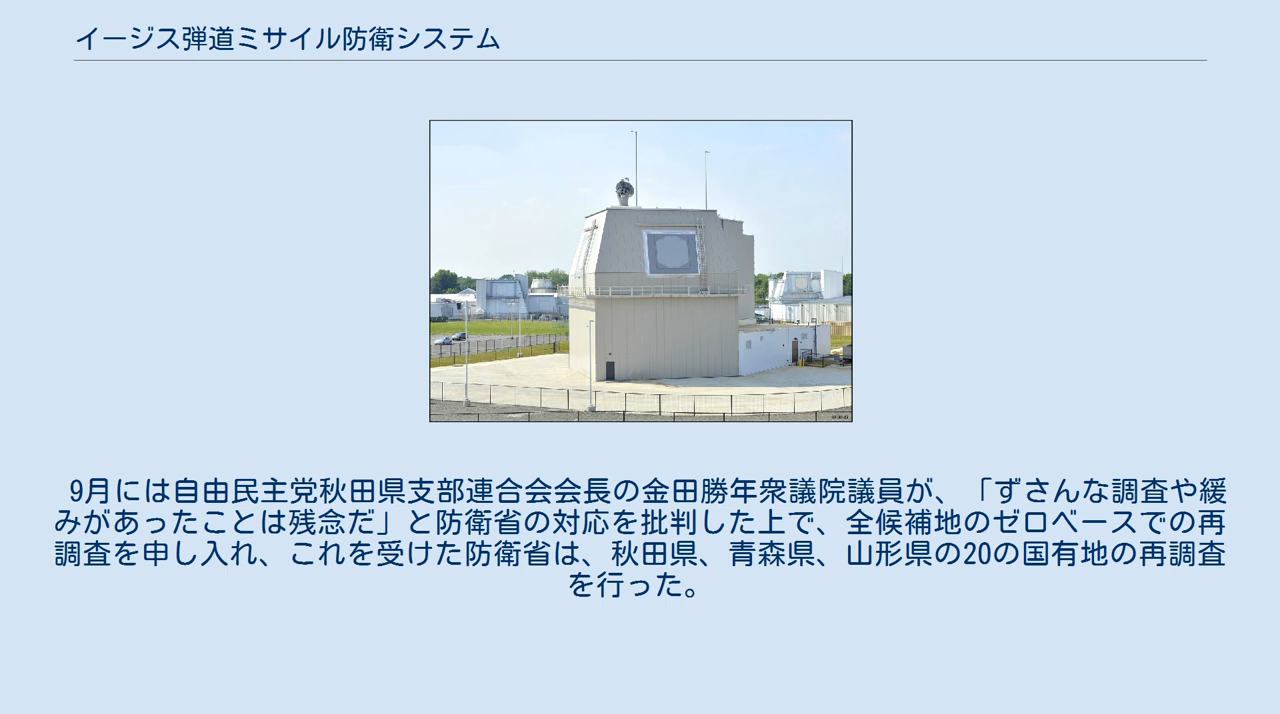 イージス弾道ミサイル防衛システム
9月には自由民主党秋田県支部連合会会長の金田勝年衆議院議員が、「ずさんな調査や緩
みがあったことは残念だ」と防衛省の対応を批判した上で、全候補地のゼロベースでの再
調査を申し入れ、これを受けた防衛省は、秋田県、青森県、山形県の20の国有地の再調査
を行った。